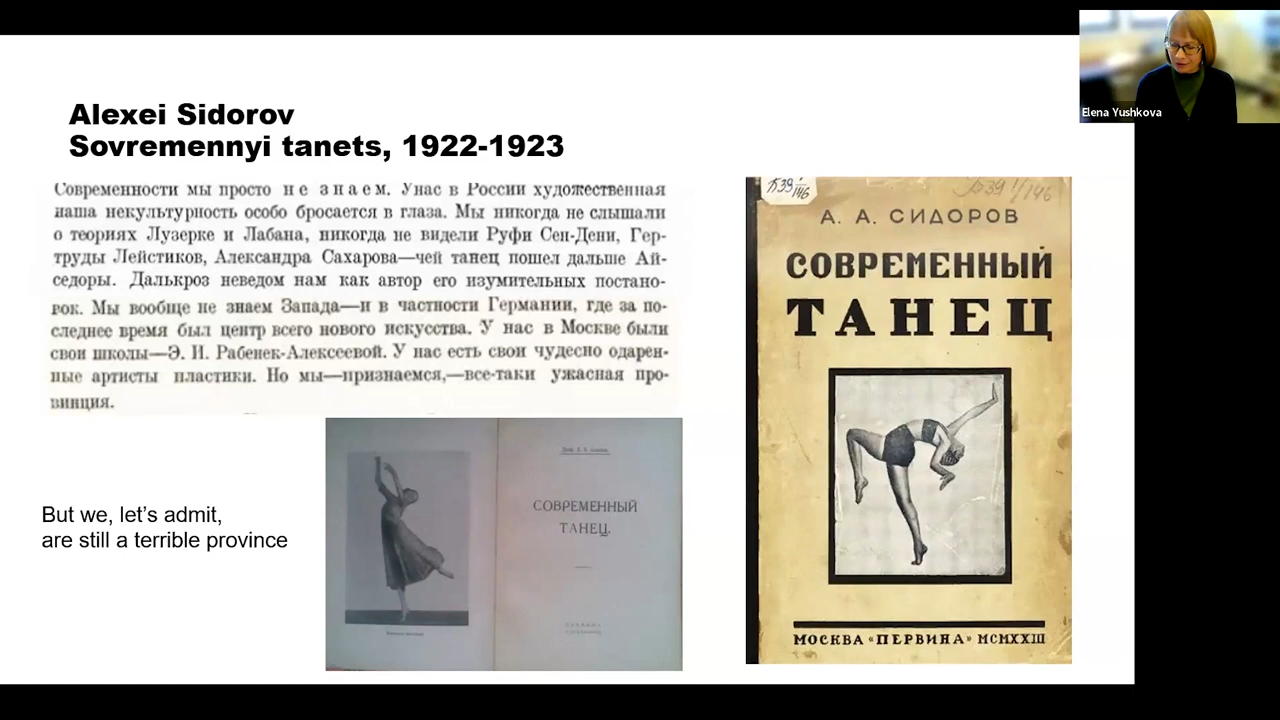 Elena Yushkova
Alexei Sidorov
Sovremennyi tanets, 1922-1923
Современности мы просто не знаем. Унас в России художественная
наша некультурность особо бросается в глаза. Мы никогда не слышали
о теориях Лузерке и Лабана, никогда не видели Руфи Сен-Дени, Гер-
труды Лейстиков, Александра Сахарова—чей танец пошел дальше Ай-
седоры. Далькроз неведом нам как автор его изумительных постано-
вок. Мы вообще не знаем Запада—и в частности Германии, где за по-
следнее время был центр всего нового искусства. У нас в Москве были
свои школы—Э. И. Рабенек-Алексеевой. У нас есть свои чудесно одарен-
ные артисты пластики. Но мы—признаемся,—все-таки ужасная про-
винция.
But we, let's admit,
are still a terrible province
СОВРЕМЕННЫЙ
ТАНЕЦ
А. А. СИДОРОВ
СОВРЕМЕННЫЙ
ТАНЕЦ
МОСКВА «ПЕРВИНА» MCMXXIII